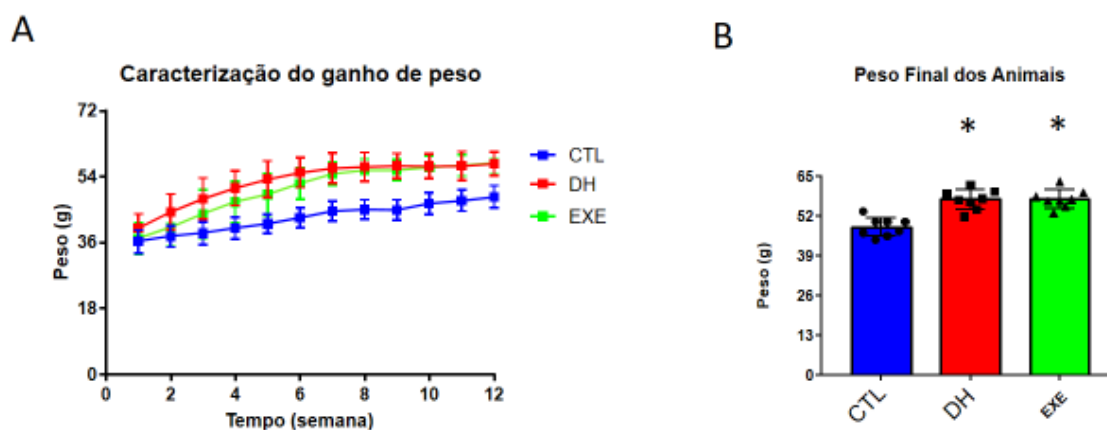 A
Caracterização do ganho de peso
72
54
36
18
0
Peso (g)
0 2 4 6 8 10 12
Tempo (semana)
CTL
DH
EXE
B
Peso Final dos Animais
* *
65
52
39
26
13
0
Peso (g)
CTL DH EXE